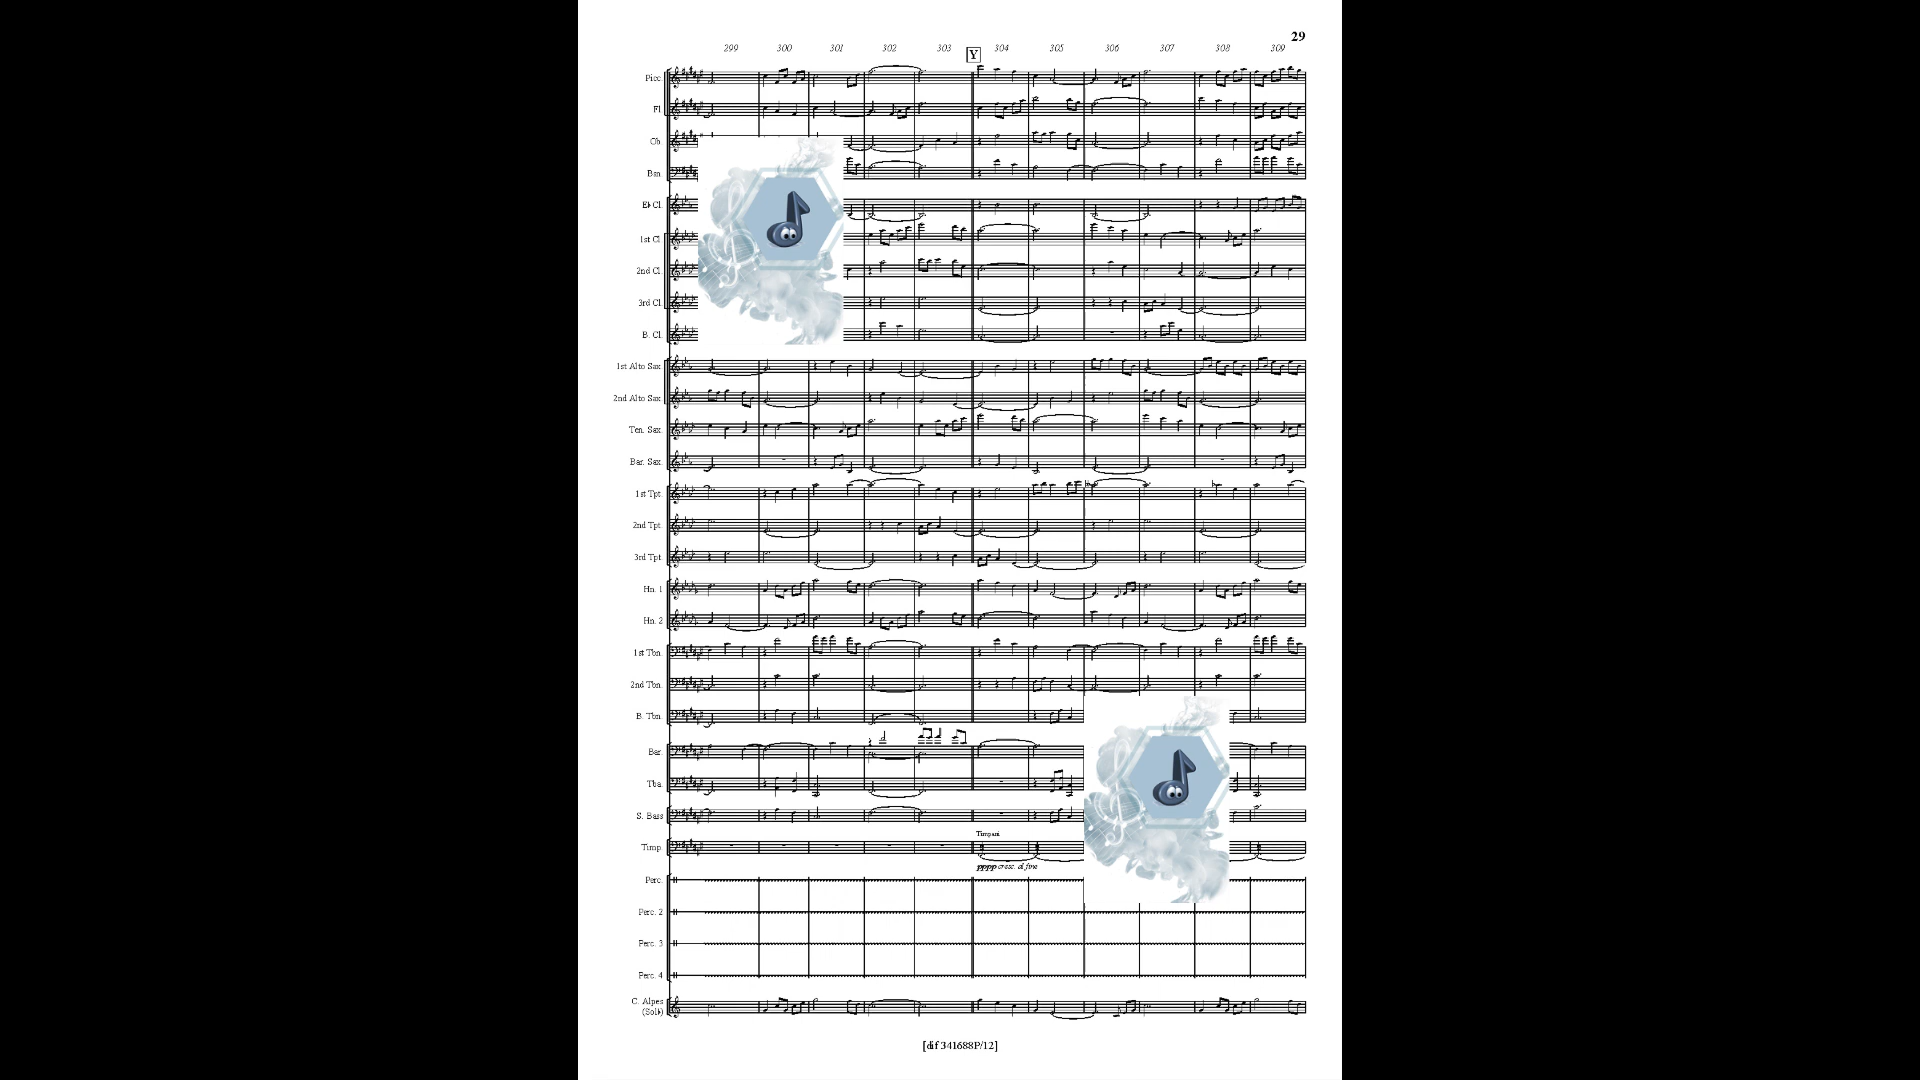 29
299 300 301 302 303 Y 304 305 306 307 308 309
Picc.
Fl
Ob
Bsn.
E♭ Cl.
1st Cl
2nd Cl.
3rd Cl
B. Cl.
1st Alto Sax
2nd Alto Sax
Ten. Sax.
Bar. Sax
1st Tpt.
2nd Tpt.
3rd Tpt
Hn. 1
Hn. 2
1st Tbn.
2nd Tbn.
B. Tbn.
Bar.
Tba
S. Bass
Timpani
Timp.
pppp cresc. al fine
Perc.
Perc. 2
Perc. 3
Perc. 4
C. Alpes
(Sol♭)
[dif 341688P/12]